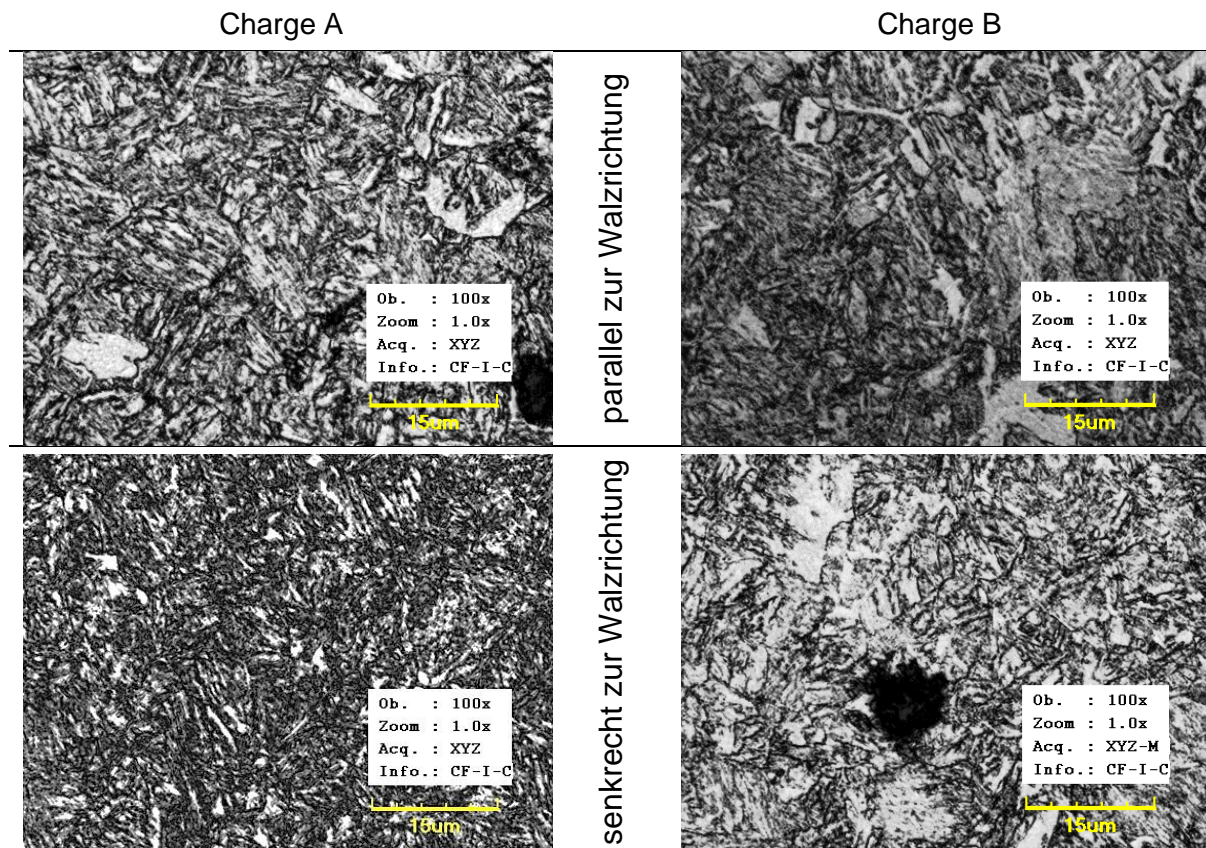 Charge A
Charge B
parallel zur Walzrichtung
Ob. : 100x
Zoom : 1.0x
Acq. : XYZ
Info.: CF-I-C
15um
Ob. : 100x
Zoom : 1.0x
Acq. : XYZ
Info.: CF-I-C
15um
senkrecht zur Walzrichtung
Ob. : 100x
Zoom : 1.0x
Acq. : XYZ
Info.: CF-I-C
15um
Ob. : 100x
Zoom : 1.0x
Acq. : XYZ-M
Info.: CF-I-C
15um